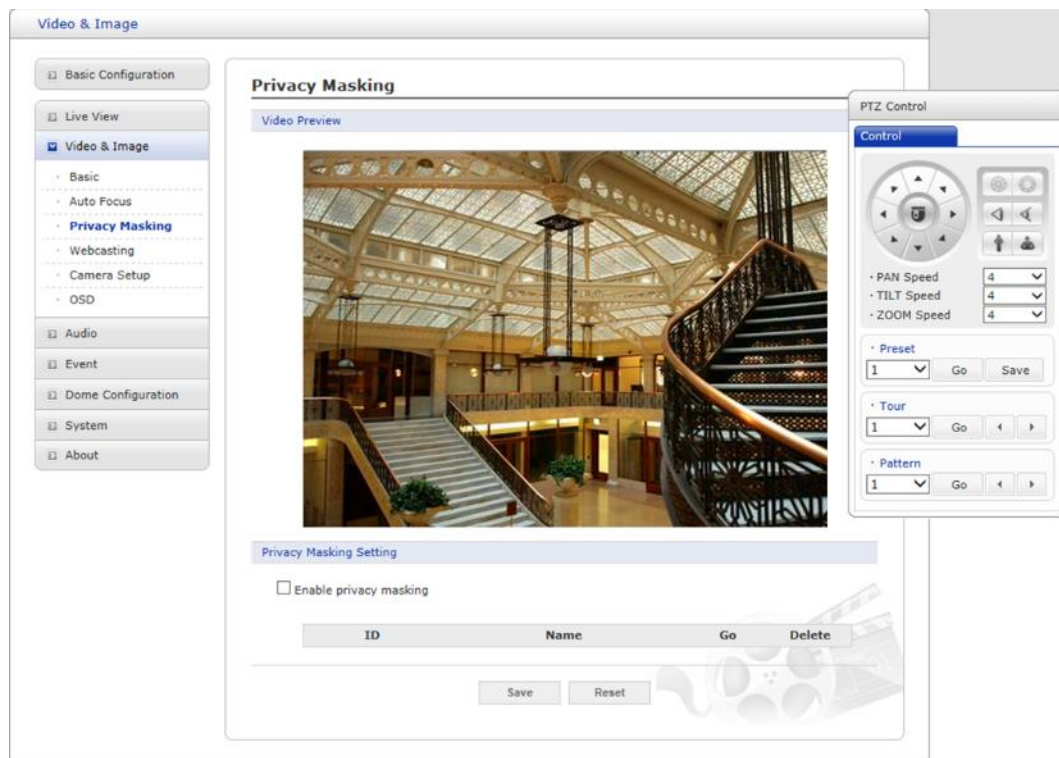 Video & Image
Basic Configuration
Live View
Video & Image
Basic
Auto Focus
Privacy Masking
Webcasting
Camera Setup
OSD
Audio
Event
Dome Configuration
System
About
Privacy Masking
Video Preview
Privacy Masking Setting
Enable privacy masking
ID Name Go Delete
Save Reset
PTZ Control
Control
· PAN Speed 4
· TILT Speed 4
· ZOOM Speed 4
· Preset
1 Go Save
· Tour
1 Go
· Pattern
1 Go